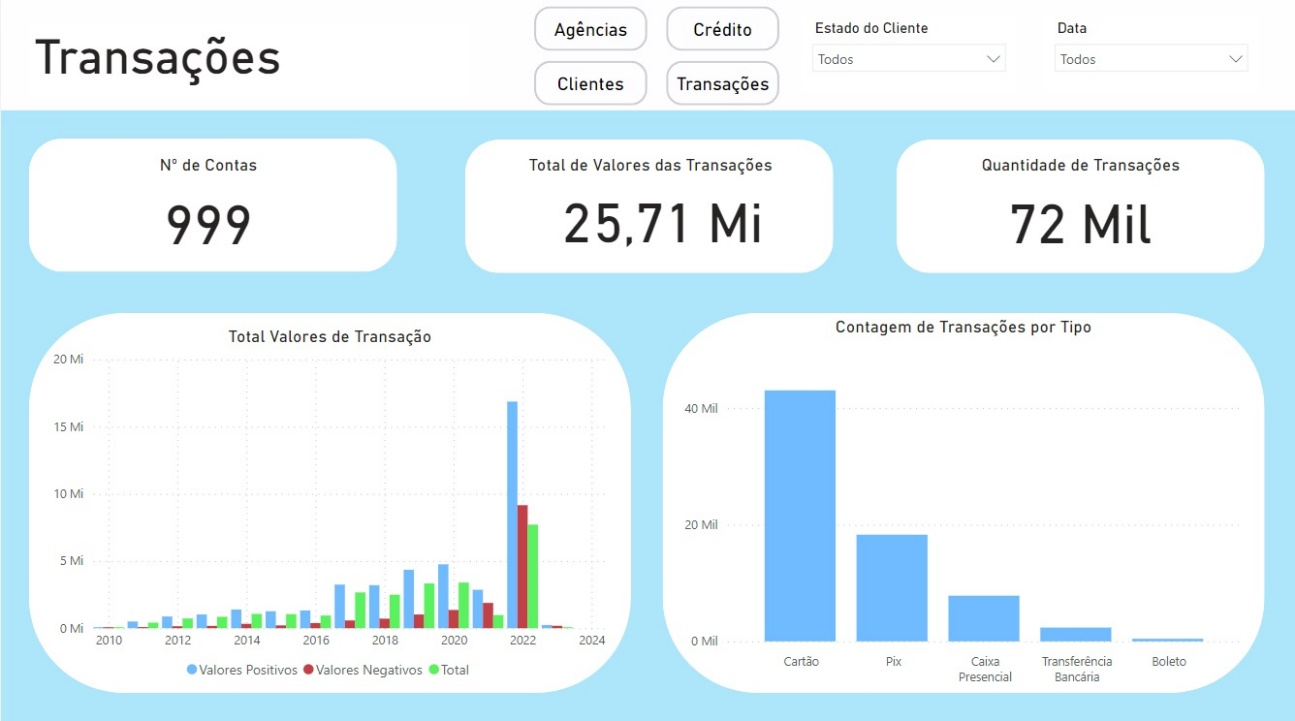 Transações
Agências
Crédito
Clientes
Transações
Estado do Cliente
Todos
Data
Todos
N° de Contas
999
Total de Valores das Transações
25,71 Mi
Quantidade de Transações
72 Mil
Total Valores de Transação
20 Mi
15 Mi
10 Mi
5 Mi
0 Mi
2010 2012 2014 2016 2018 2020 2022 2024
Valores Positivos Valores Negativos Total
Contagem de Transações por Tipo
40 Mil
20 Mil
0 Mil
Cartão
Pix
Caixa
Presencial
Transferência
Bancária
Boleto